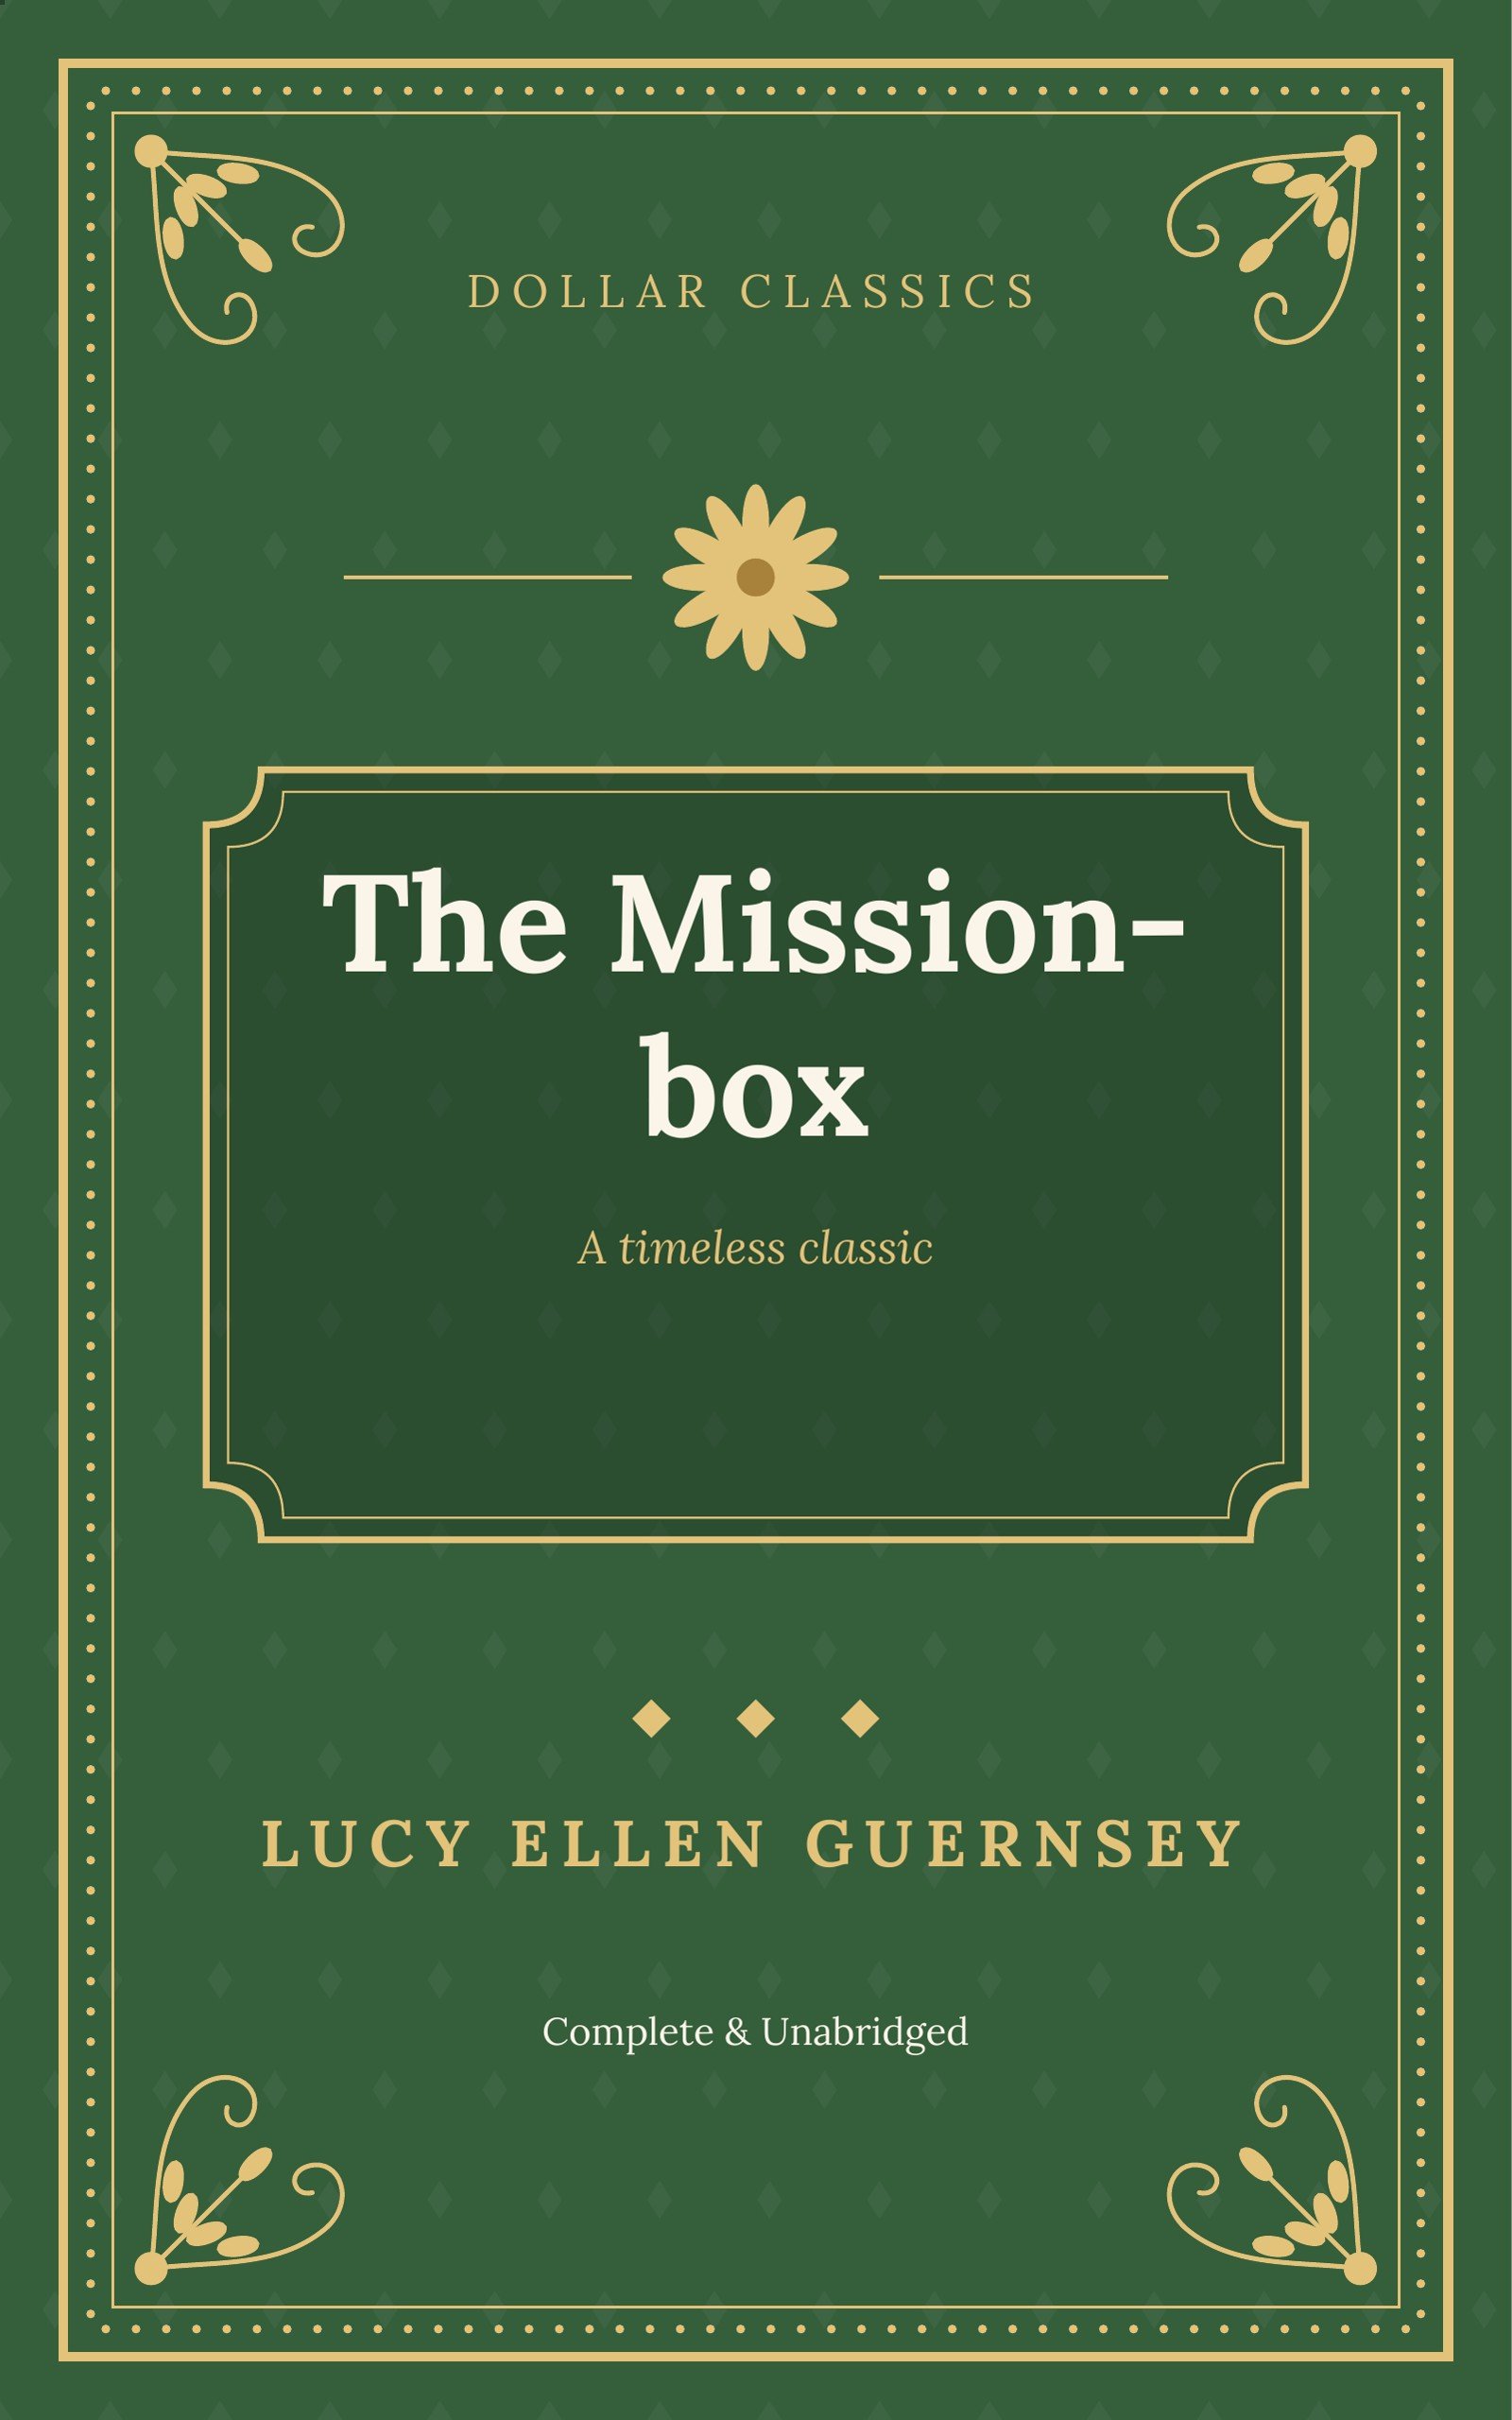 DOLLAR CLASSICS
The Mission-
box
A timeless classic
LUCY ELLEN GUERNSEY
Complete & Unabridged